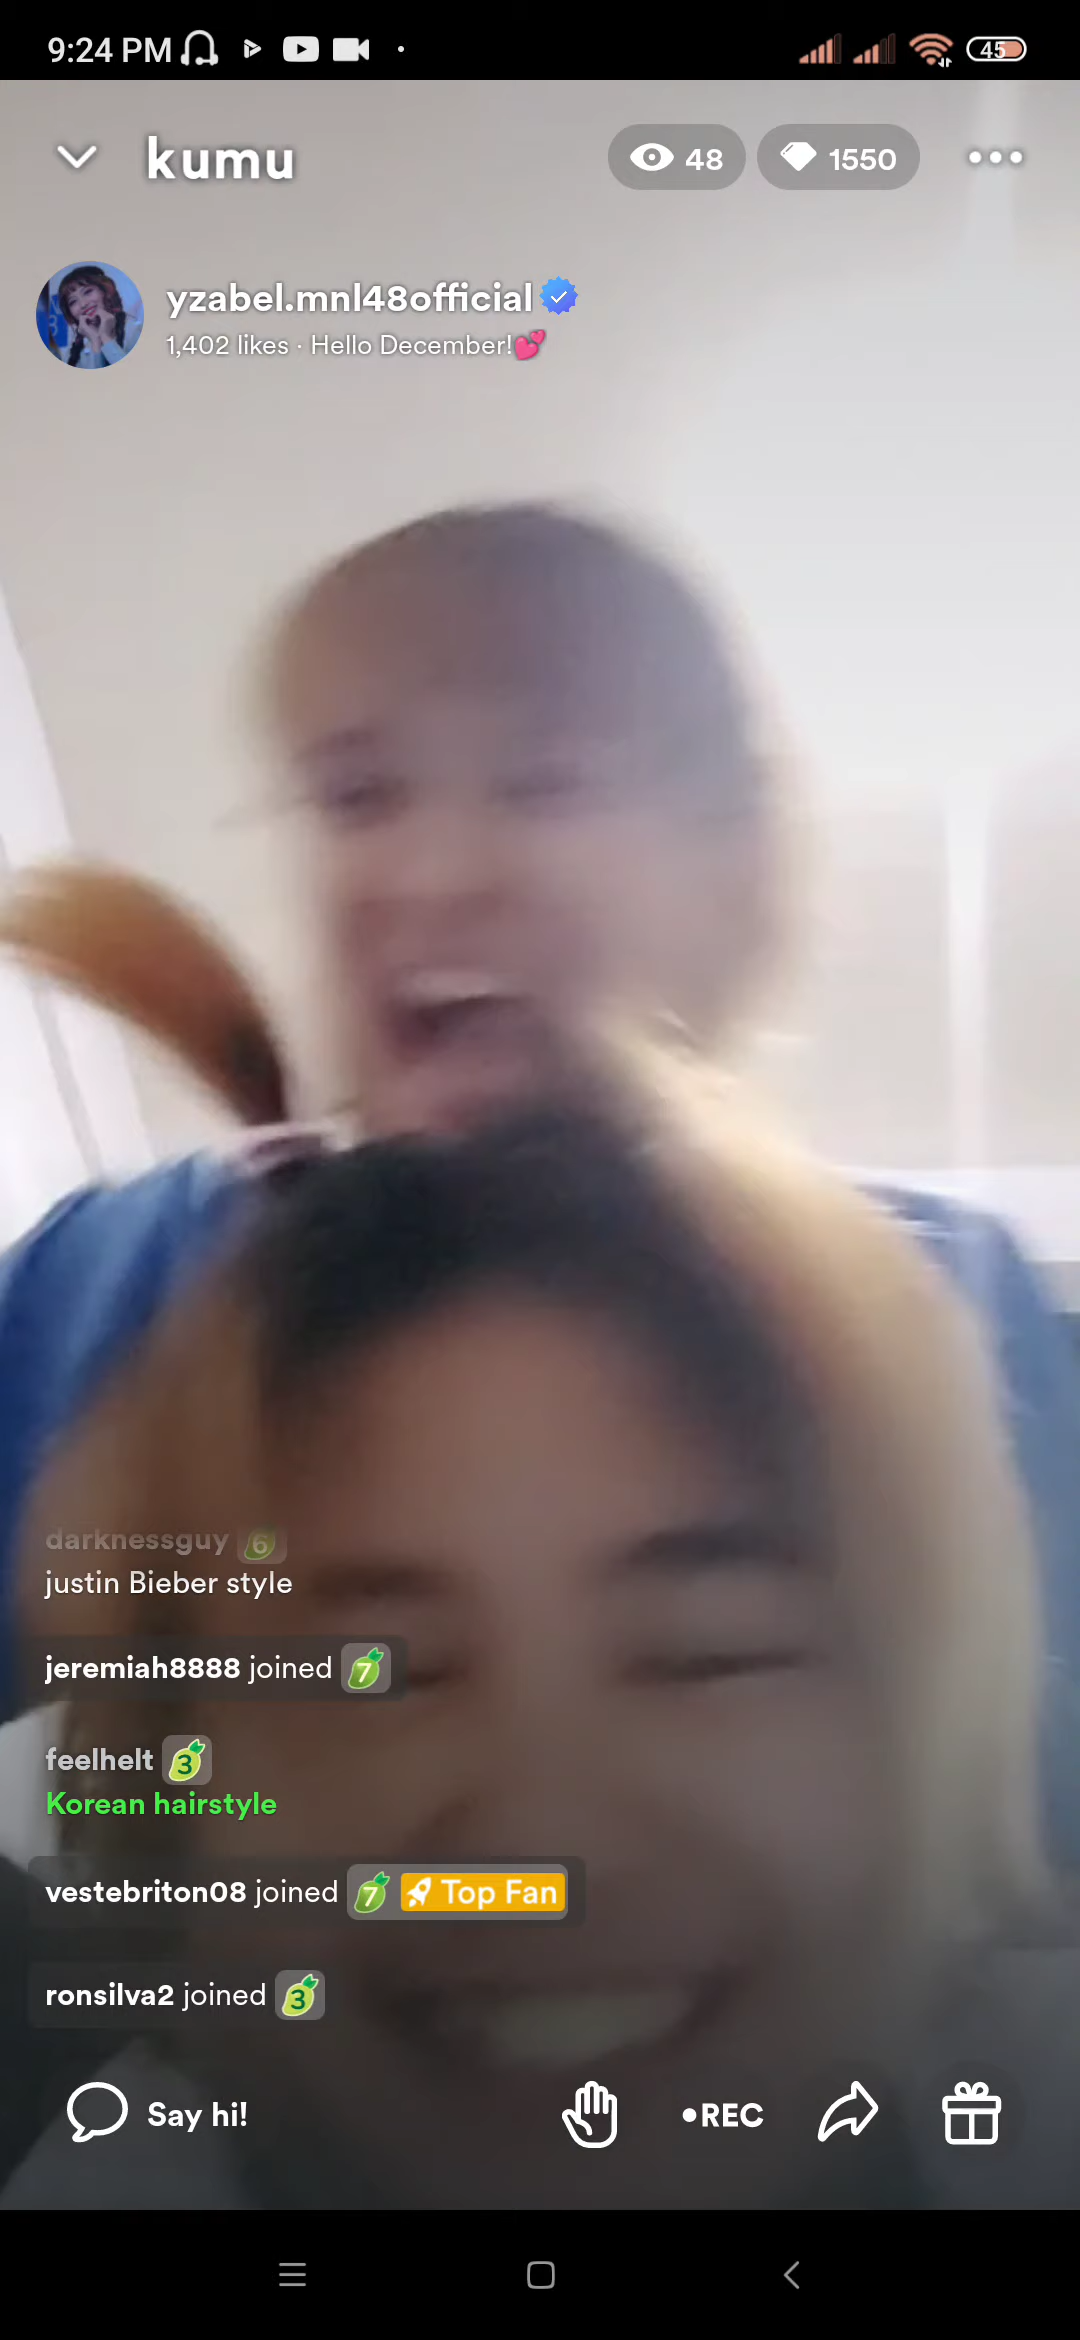 9:24 PM
45
kumu
48
1550
yzabel.mnl48official
1,402 likes · Hello December!💕
darknessguy 6
justin Bieber style
jeremiah8888 joined 7
feelhelt 3
Korean hairstyle
vestebriton08 joined 7 Top Fan
ronsilva2 joined 3
Say hi!
•REC